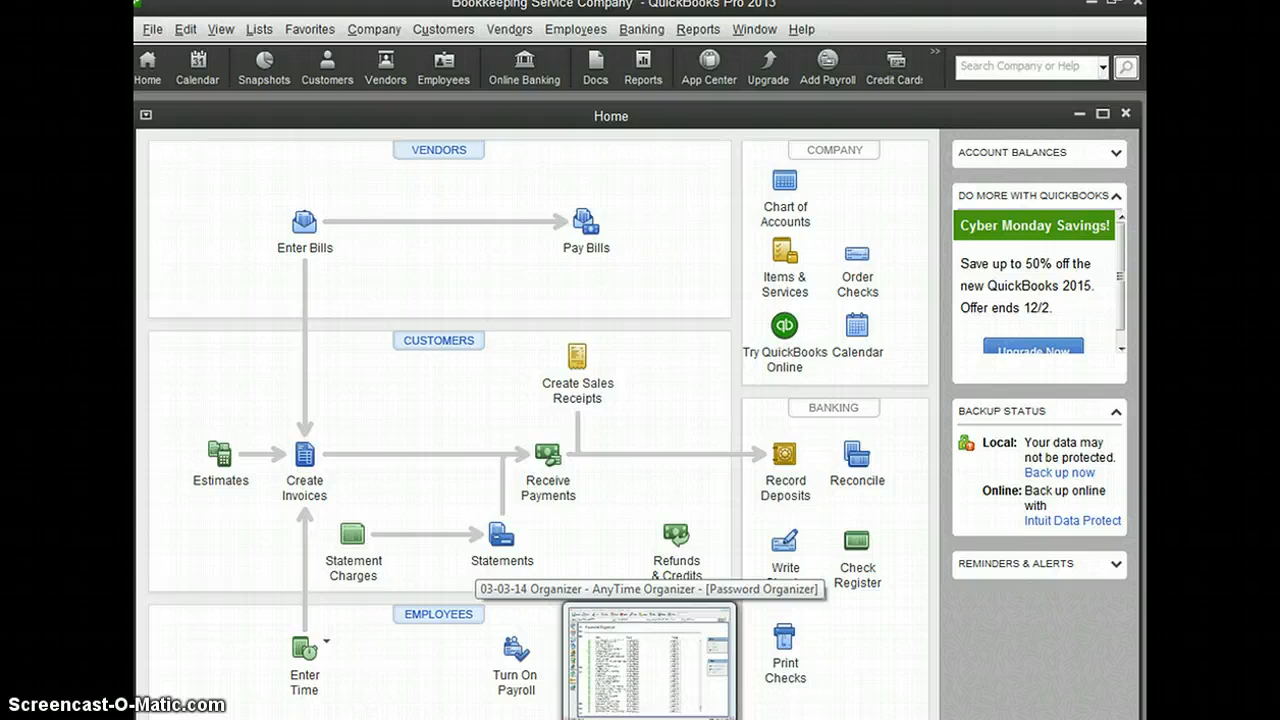 Bookkeeping Service Company - QuickBooks Pro 2013
File Edit View Lists Favorites Company Customers Vendors Employees Banking Reports Window Help
Home Calendar Snapshots Customers Vendors Employees Online Banking Docs Reports App Center Upgrade Add Payroll Credit Cards
Search Company or Help
Home
VENDORS
Enter Bills
Pay Bills
CUSTOMERS
Create Sales
Receipts
Estimates
Create
Invoices
Receive
Payments
Statement
Charges
Statements
Refunds
& Credits
03-03-14 Organizer - AnyTime Organizer - [Password Organizer]
EMPLOYEES
Enter
Time
Turn On
Payroll
COMPANY
Chart of
Accounts
Items &
Services
Order
Checks
Try QuickBooks
Online
Calendar
BANKING
Record
Deposits
Reconcile
Write
Check
Register
Print
Checks
ACCOUNT BALANCES
DO MORE WITH QUICKBOOKS
Cyber Monday Savings!
Save up to 50% off the
new QuickBooks 2015.
Offer ends 12/2.
Upgrade Now
BACKUP STATUS
Local: Your data may
not be protected.
Back up now
Online: Back up online
with
Intuit Data Protect
REMINDERS & ALERTS
Screencast-O-Matic.com